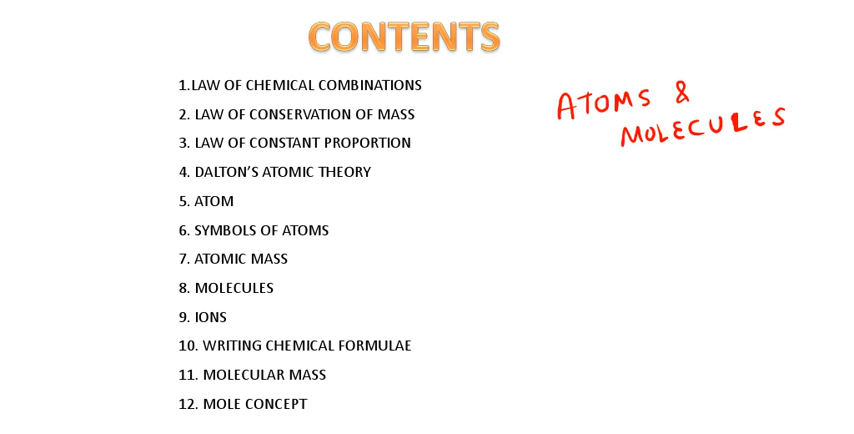 CONTENTS
1.LAW OF CHEMICAL COMBINATIONS
2. LAW OF CONSERVATION OF MASS
3. LAW OF CONSTANT PROPORTION
4. DALTON’S ATOMIC THEORY
5. ATOM
6. SYMBOLS OF ATOMS
7. ATOMIC MASS
8. MOLECULES
9. IONS
10. WRITING CHEMICAL FORMULAE
11. MOLECULAR MASS
12. MOLE CONCEPT
ATOMS &
MOLECULES